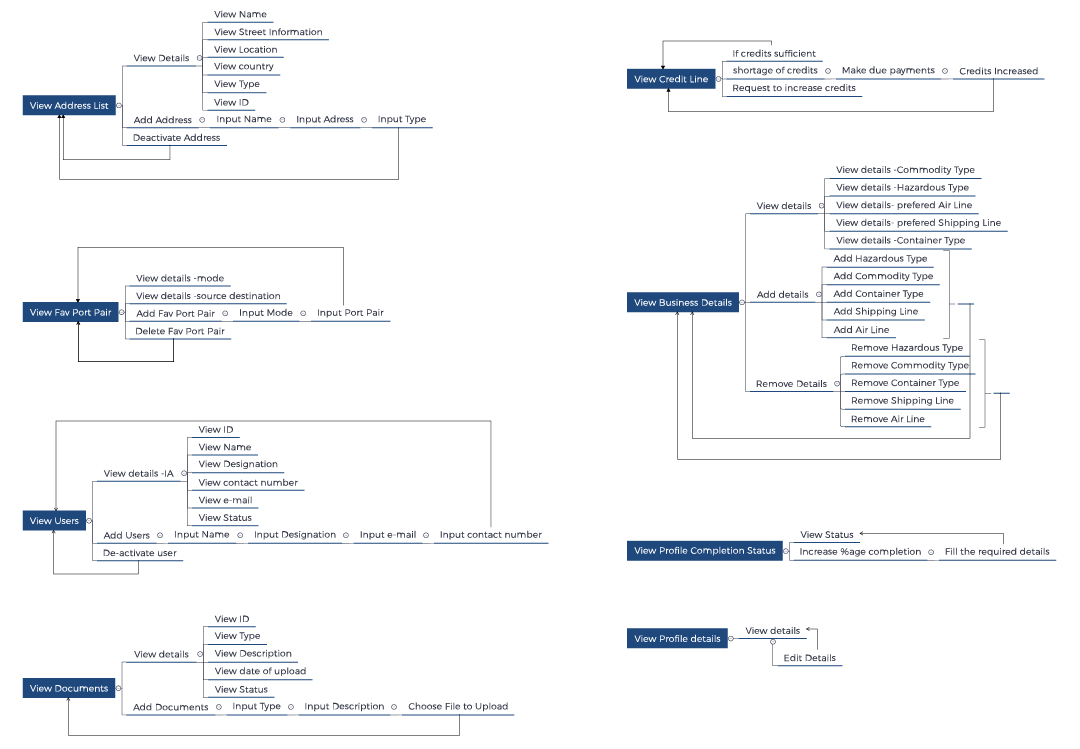 View Address List
View Details
View Name
View Street Information
View Location
View country
View Type
View ID
Add Address
Input Name
Input Adress
Input Type
Deactivate Address
View Fav Port Pair
View details -mode
View details -source destination
Add Fav Port Pair
Input Mode
Input Port Pair
Delete Fav Port Pair
View Users
View details -IA
View ID
View Name
View Designation
View contact number
View e-mail
View Status
Add Users
Input Name
Input Designation
Input e-mail
Input contact number
De-activate user
View Documents
View details
View ID
View Type
View Description
View date of upload
View Status
Add Documents
Input Type
Input Description
Choose File to Upload
View Credit Line
If credits sufficient
shortage of credits
Make due payments
Credits Increased
Request to increase credits
View Business Details
View details
View details -Commodity Type
View details -Hazardous Type
View details- prefered Air Line
View details- prefered Shipping Line
View details -Container Type
Add details
Add Hazardous Type
Add Commodity Type
Add Container Type
Add Shipping Line
Add Air Line
Remove Details
Remove Hazardous Type
Remove Commodity Type
Remove Container Type
Remove Shipping Line
Remove Air Line
View Profile Completion Status
View Status
Increase %age completion
Fill the required details
View Profile details
View details
Edit Details